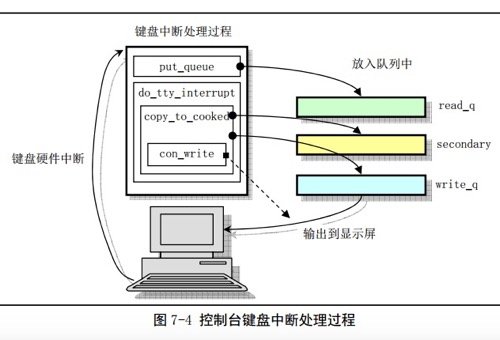 键盘中断处理过程
put_queue
放入队列中
do_tty_interrupt
read_q
copy_to_cooked
secondary
键盘硬件中断
con_write
write_q
输出到显示屏
图 7-4 控制台键盘中断处理过程